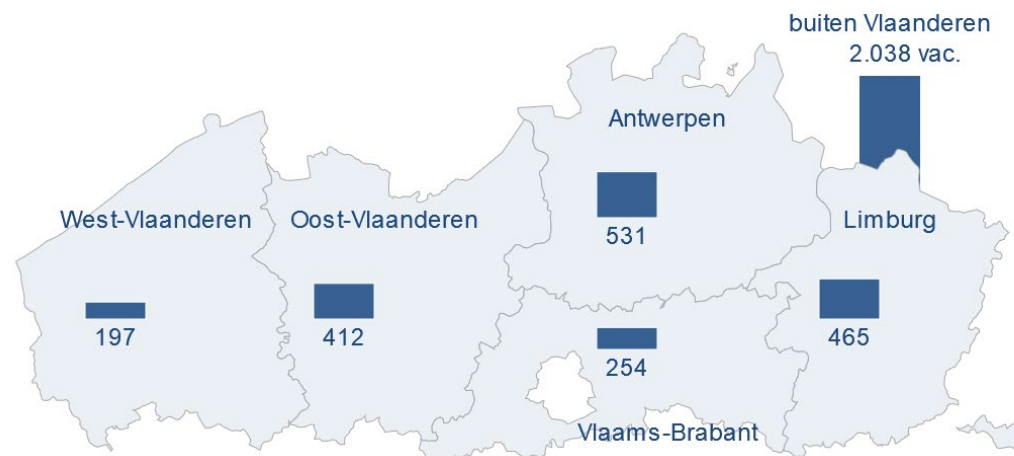 buiten Vlaanderen
2.038 vac.
Antwerpen
531
West-Vlaanderen
197
Oost-Vlaanderen
412
Limburg
465
254
Vlaams-Brabant